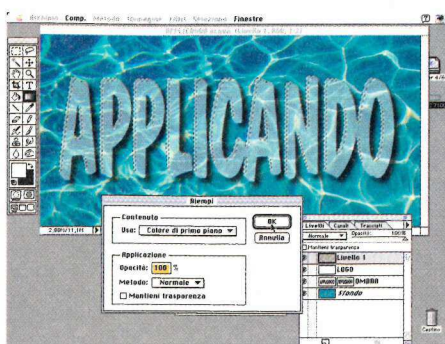 Comp. Finestre
APPLICANDO
Riempi
Contenuto
Usa: Colore di primo piano
OK
Annulla
Applicazione
Opacità: 100 %
Metodo: Normale
Mantieni trasparenza
Livelli Canali Tracciati
Normale Opacità: 100%
Mantieni trasparenza
Livello 1
LOGO
OMBRA
Sfondo
Cestino